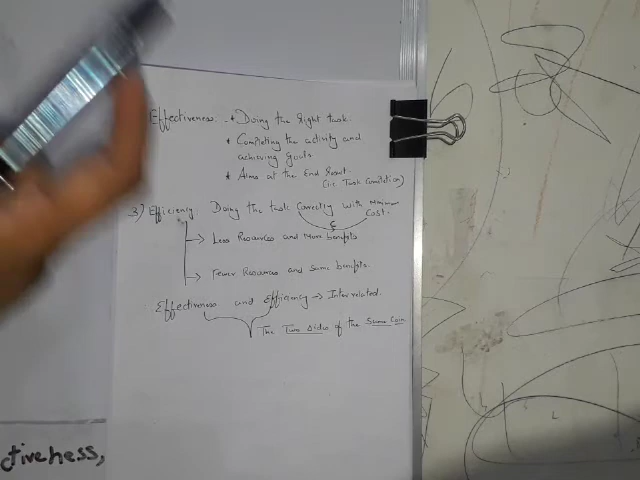 Effectiveness: - * Doing the Right task.
* Completing the activity and
achieving Goals.
* Aims at the End Result.
(i.e. Task Completion)
3) Efficiency: Doing the task Correctly with Minimum
Cost.
&
→ Less Resources and More benefits
→ Fewer Resources and same benefits.
Effectiveness and Efficiency → Interrelated.
The Two sides of the Same Coin.
ctiveness,